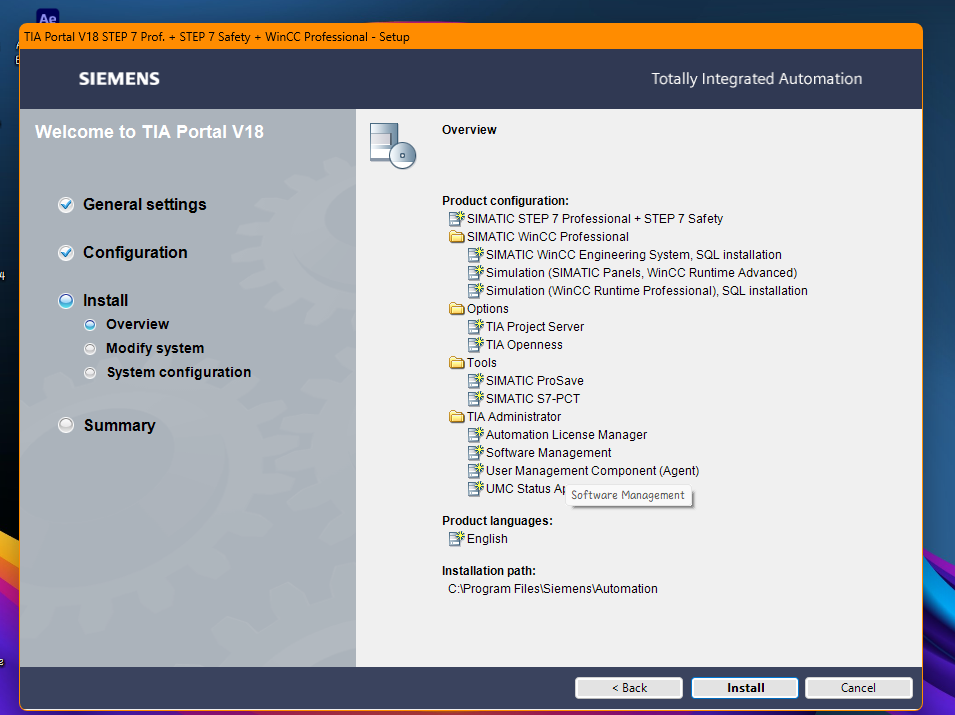 Ae
TIA Portal V18 STEP 7 Prof. + STEP 7 Safety + WinCC Professional - Setup
SIEMENS
Totally Integrated Automation
Welcome to TIA Portal V18
General settings
Configuration
Install
Overview
Modify system
System configuration
Summary
Overview
Product configuration:
SIMATIC STEP 7 Professional + STEP 7 Safety
SIMATIC WinCC Professional
SIMATIC WinCC Engineering System, SQL installation
Simulation (SIMATIC Panels, WinCC Runtime Advanced)
Simulation (WinCC Runtime Professional), SQL installation
Options
TIA Project Server
TIA Openness
Tools
SIMATIC ProSave
SIMATIC S7-PCT
TIA Administrator
Automation License Manager
Software Management
User Management Component (Agent)
UMC Status Ap
Software Management
Product languages:
English
Installation path:
C:\Program Files\Siemens\Automation
< Back
Install
Cancel